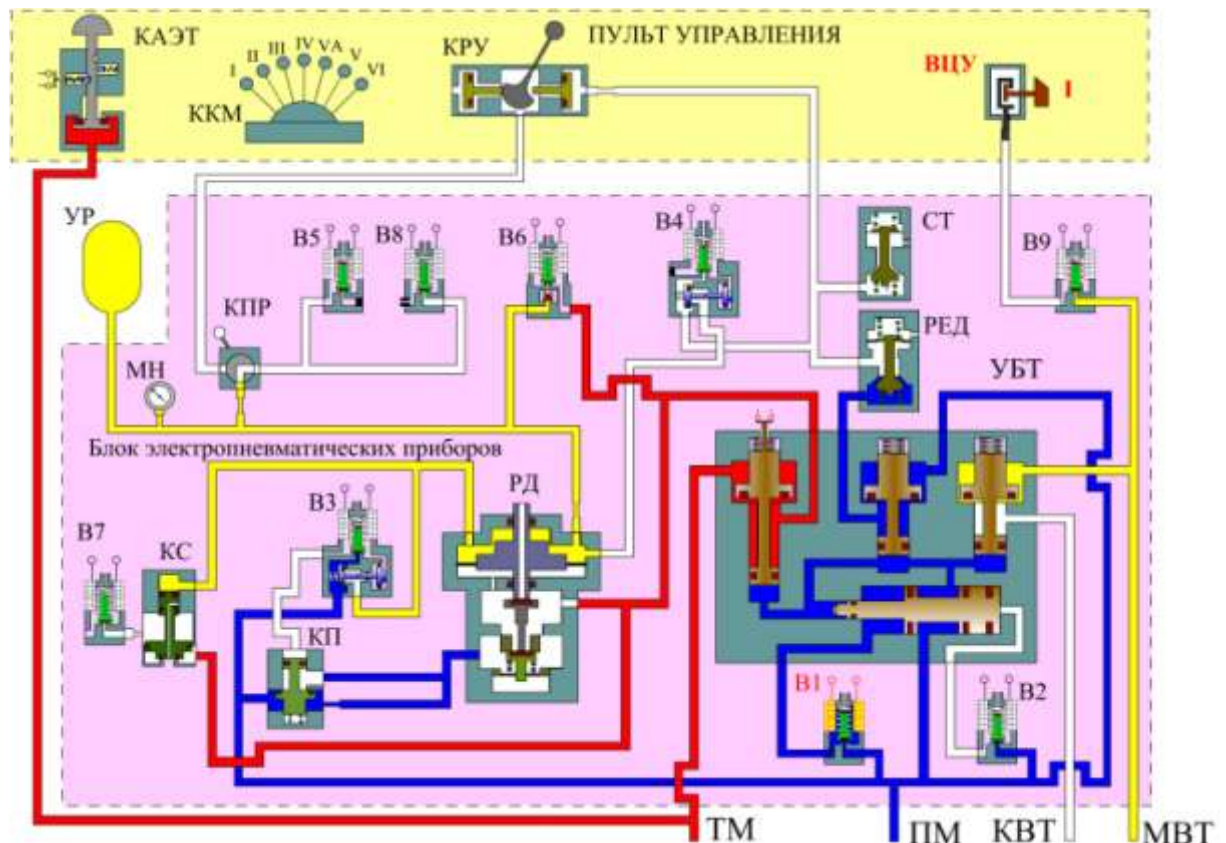 КАЭТ
I II III IV VА V VI
ККМ
КРУ
ПУЛЬТ УПРАВЛЕНИЯ
ВЦУ
I
УР
В5
В8
В6
В4
СТ
В9
КПР
МН
РЕД
УБТ
Блок электропневматических приборов
В7
КС
В3
РД
КП
В1
В2
ТМ
ПМ
КВТ
МВТ